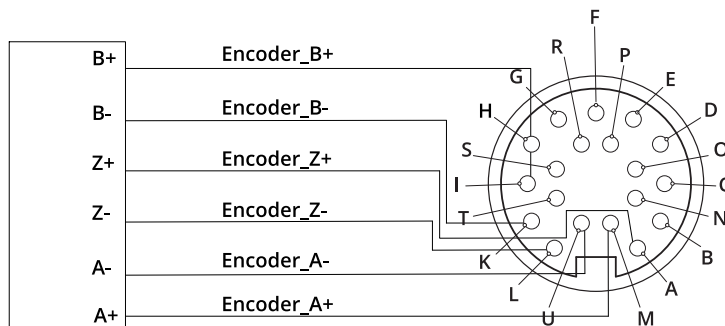 F
R
P
G
E
B+
Encoder_B+
H
D
B-
Encoder_B-
S
O
Z+
Encoder_Z+
I
C
Z-
Encoder_Z-
T
N
K
B
A-
Encoder_A-
L
A
A+
Encoder_A+
U
M